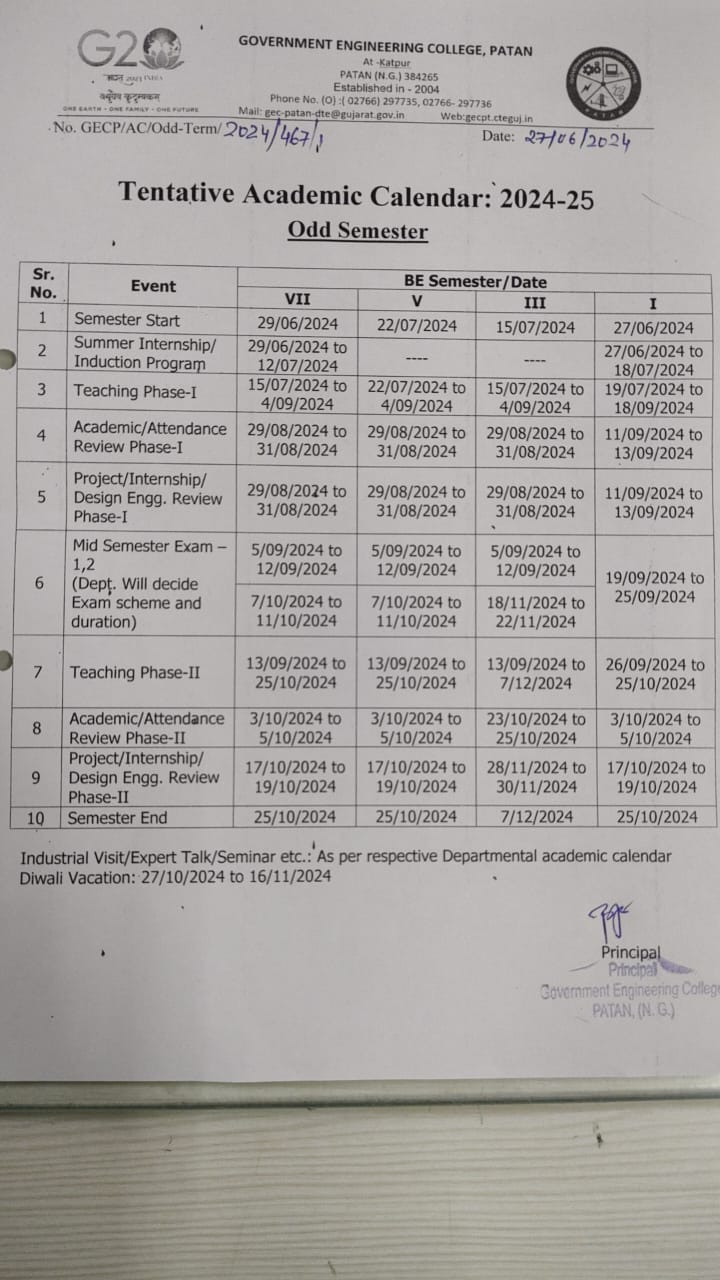 G20
भारत 2023 INDIA
वसुधैव कुटुम्बकम्
ONE EARTH • ONE FAMILY • ONE FUTURE
GOVERNMENT ENGINEERING COLLEGE, PATAN
At -Katpur
PATAN (N.G.) 384265
Established in - 2004
Phone No. (O) :( 02766) 297735, 02766- 297736
Mail: gec-patan-dte@gujarat.gov.in Web:gecpt.cteguj.in
PATAN
No. GECP/AC/Odd-Term/2024/467/1 Date: 27/06/2024
Tentative Academic Calendar: 2024-25
Odd Semester
Sr. No. Event BE Semester/Date
VII V III I
1 Semester Start 29/06/2024 22/07/2024 15/07/2024 27/06/2024
2 Summer Internship/ 29/06/2024 to ---- ---- 27/06/2024 to
Induction Program 12/07/2024 18/07/2024
3 Teaching Phase-I 15/07/2024 to 22/07/2024 to 15/07/2024 to 19/07/2024 to
4/09/2024 4/09/2024 4/09/2024 18/09/2024
4 Academic/Attendance 29/08/2024 to 29/08/2024 to 29/08/2024 to 11/09/2024 to
Review Phase-I 31/08/2024 31/08/2024 31/08/2024 13/09/2024
5 Project/Internship/
Design Engg. Review 29/08/2024 to 29/08/2024 to 29/08/2024 to 11/09/2024 to
Phase-I 31/08/2024 31/08/2024 31/08/2024 13/09/2024
6 Mid Semester Exam – 5/09/2024 to 5/09/2024 to 5/09/2024 to
1,2 12/09/2024 12/09/2024 12/09/2024
(Dept. Will decide 19/09/2024 to
Exam scheme and 7/10/2024 to 7/10/2024 to 18/11/2024 to 25/09/2024
duration) 11/10/2024 11/10/2024 22/11/2024
7 Teaching Phase-II 13/09/2024 to 13/09/2024 to 13/09/2024 to 26/09/2024 to
25/10/2024 25/10/2024 7/12/2024 25/10/2024
8 Academic/Attendance 3/10/2024 to 3/10/2024 to 23/10/2024 to 3/10/2024 to
Review Phase-II 5/10/2024 5/10/2024 25/10/2024 5/10/2024
9 Project/Internship/
Design Engg. Review 17/10/2024 to 17/10/2024 to 28/11/2024 to 17/10/2024 to
Phase-II 19/10/2024 19/10/2024 30/11/2024 19/10/2024
10 Semester End 25/10/2024 25/10/2024 7/12/2024 25/10/2024
Industrial Visit/Expert Talk/Seminar etc.: As per respective Departmental academic calendar
Diwali Vacation: 27/10/2024 to 16/11/2024
Principal
Principal
Government Engineering College
PATAN, (N. G.)